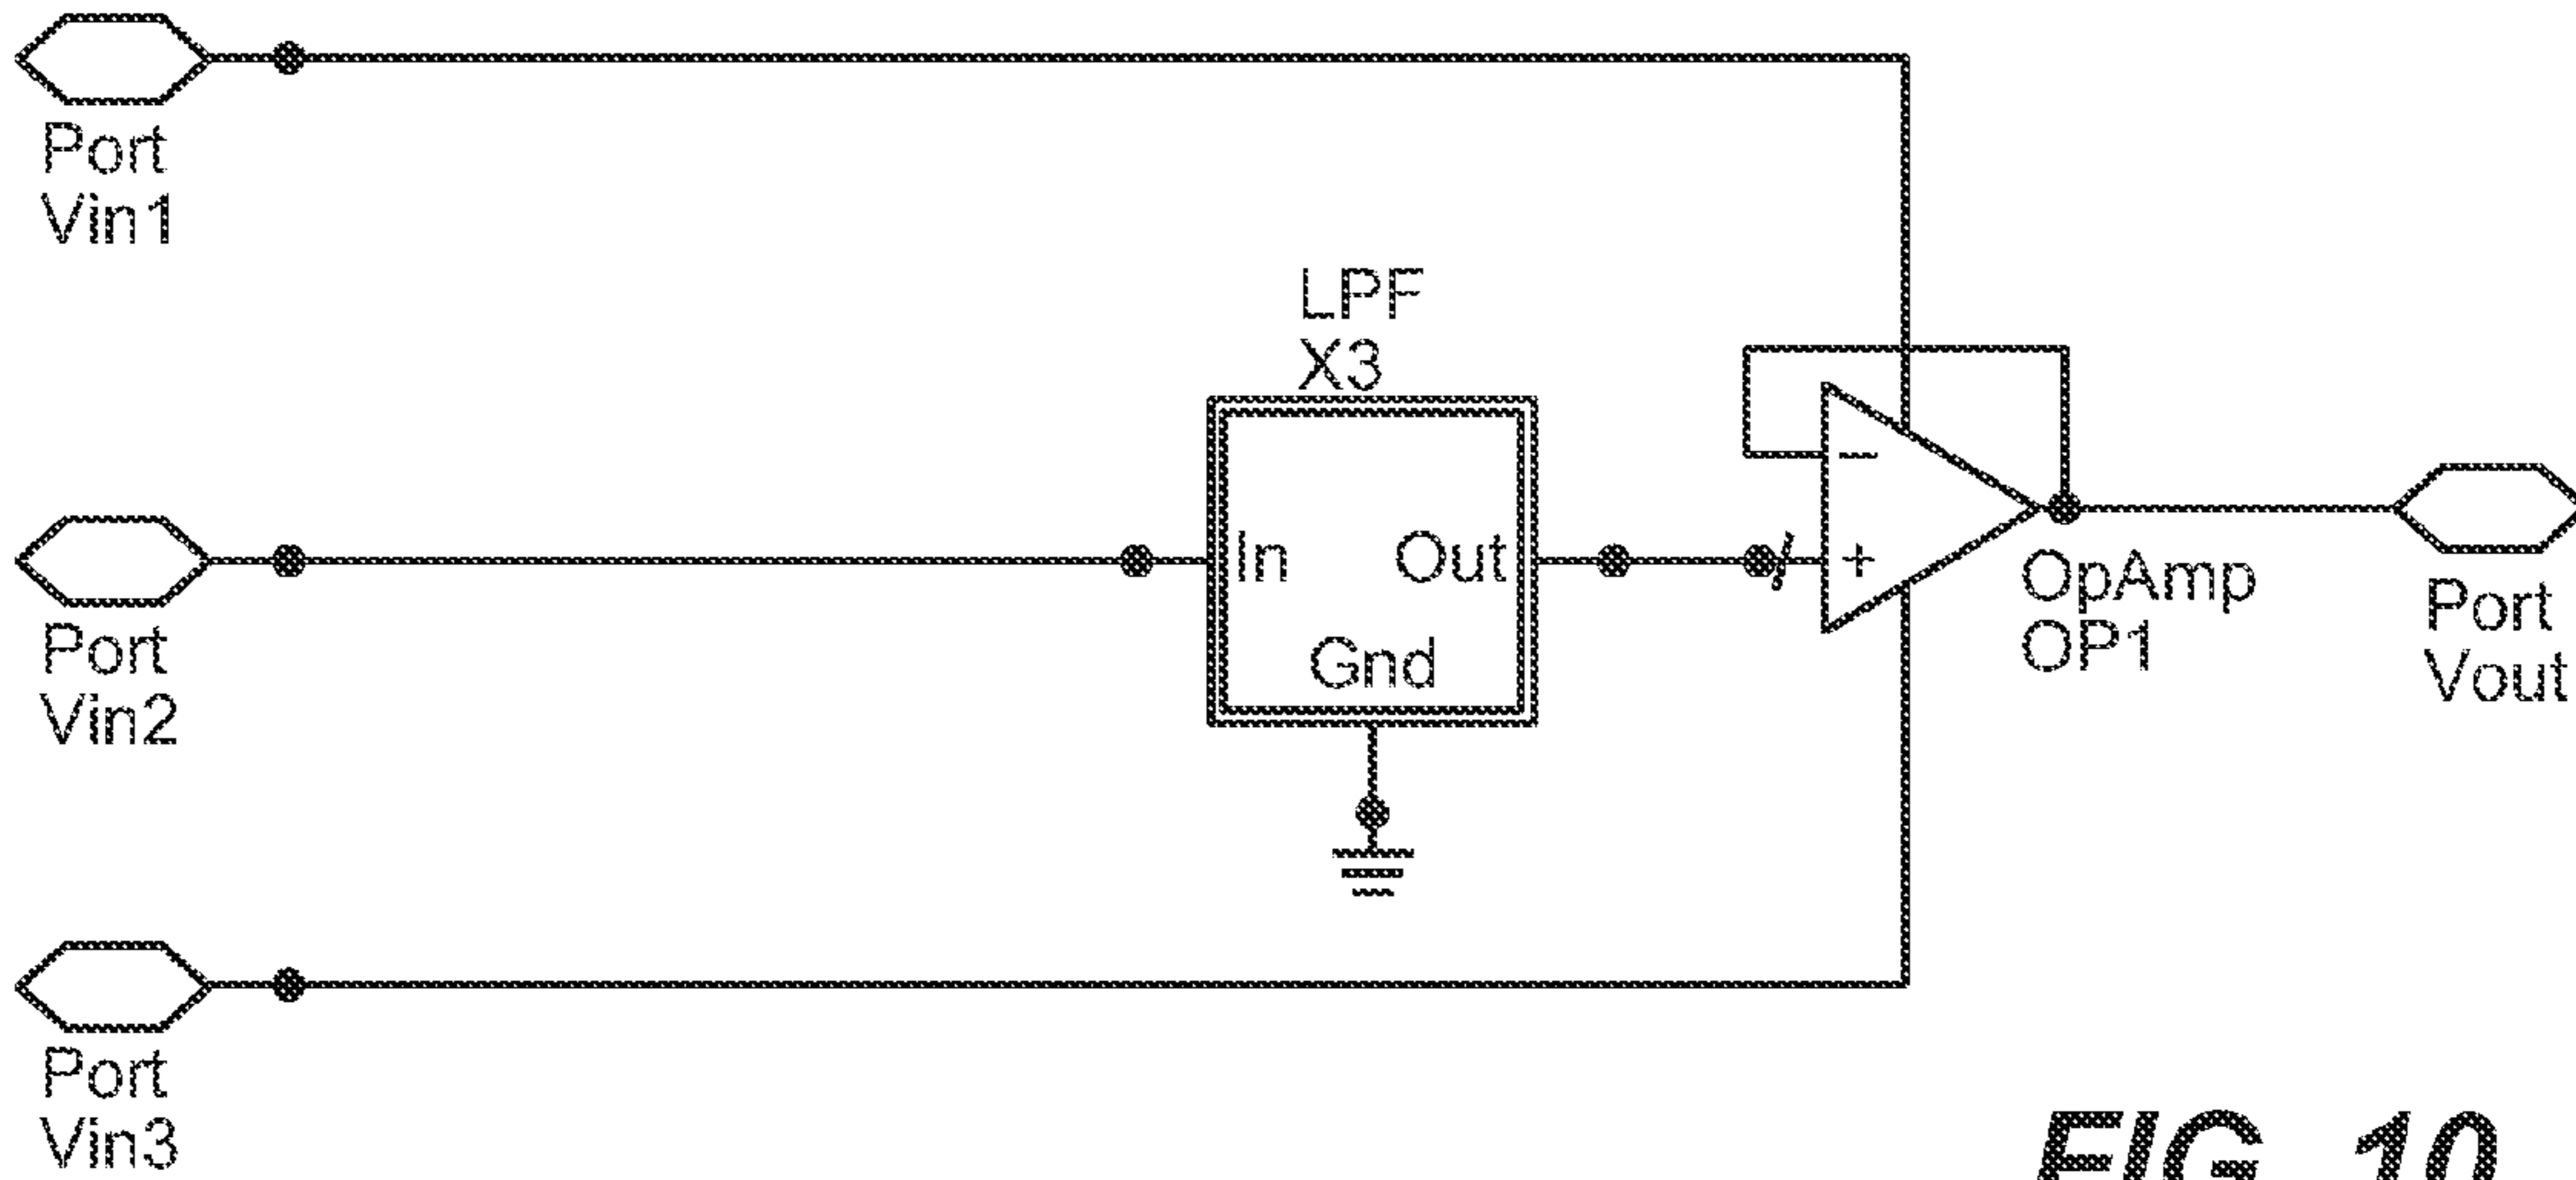 Port
Vin1
LPF
X3
In
Out
Gnd
−
+
OpAmp
OP1
Port
Vout
Port
Vin2
Port
Vin3
FIG. 10